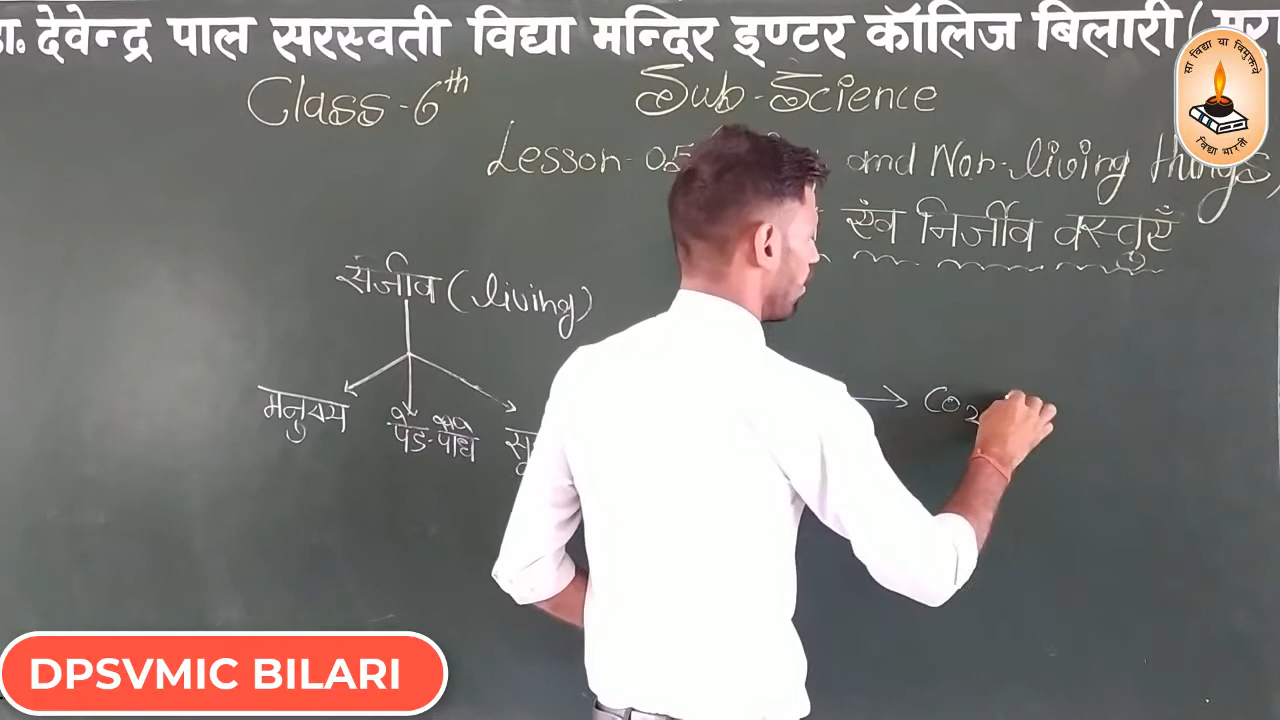 डा. देवेन्द्र पाल सरस्वती विद्या मन्दिर इण्टर कॉलिज बिलारी
सा विद्या या विमुक्तये
विद्या भारती
Class-6th
Sub-Science
Lesson-05 and Non-living things,
एंव निर्जीव वस्तुएँ
सजीव (living)
मनुष्य
पेड़-पौधे
CO2
DPSVMIC BILARI